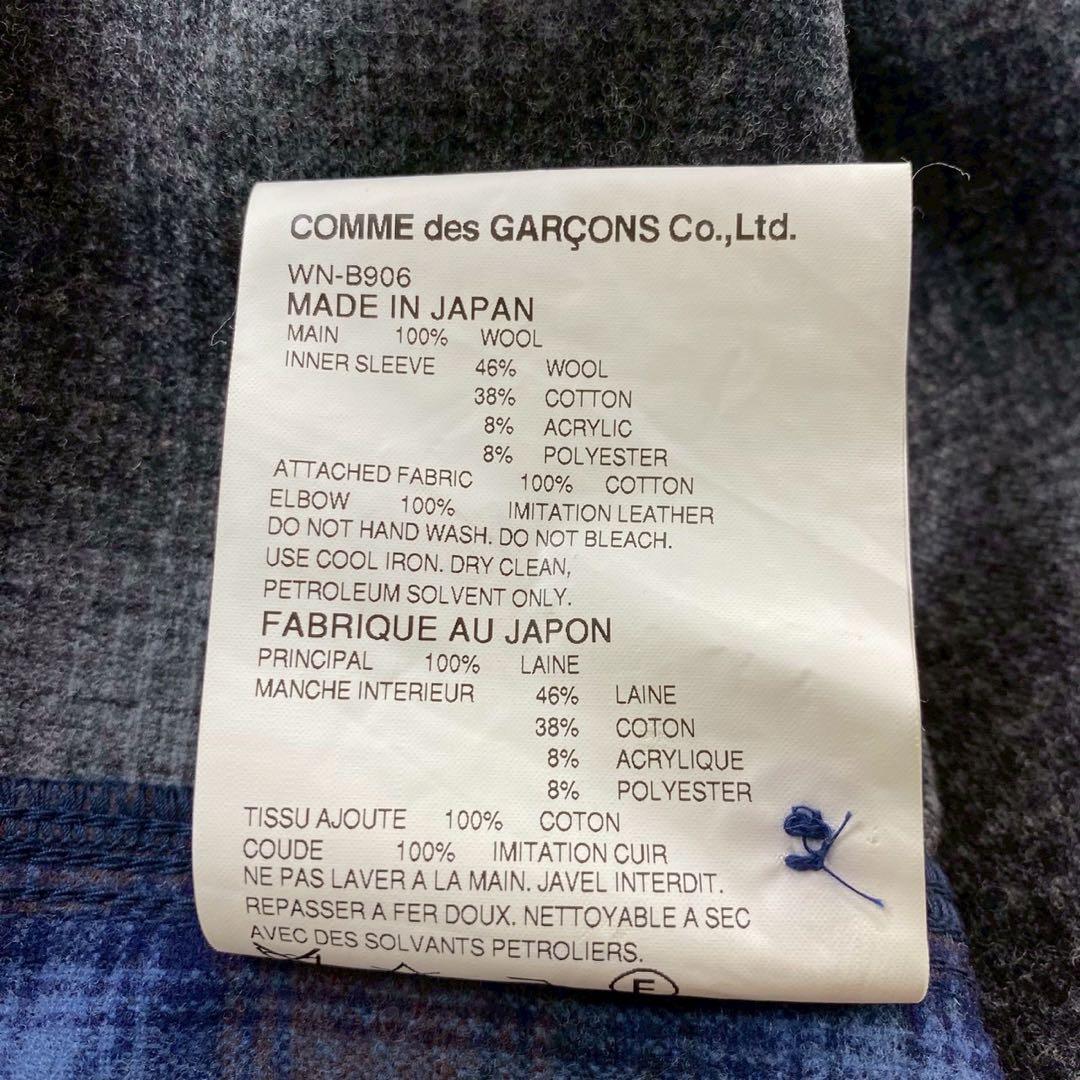 COMME des GARÇONS Co.,Ltd.
WN-B906
MADE IN JAPAN
MAIN 100% WOOL
INNER SLEEVE 46% WOOL
38% COTTON
8% ACRYLIC
8% POLYESTER
ATTACHED FABRIC 100% COTTON
ELBOW 100% IMITATION LEATHER
DO NOT HAND WASH. DO NOT BLEACH.
USE COOL IRON. DRY CLEAN,
PETROLEUM SOLVENT ONLY.
FABRIQUE AU JAPON
PRINCIPAL 100% LAINE
MANCHE INTERIEUR 46% LAINE
38% COTON
8% ACRYLIQUE
8% POLYESTER
TISSU AJOUTE 100% COTON
COUDE 100% IMITATION CUIR
NE PAS LAVER A LA MAIN. JAVEL INTERDIT.
REPASSER A FER DOUX. NETTOYABLE A SEC
AVEC DES SOLVANTS PETROLIERS.